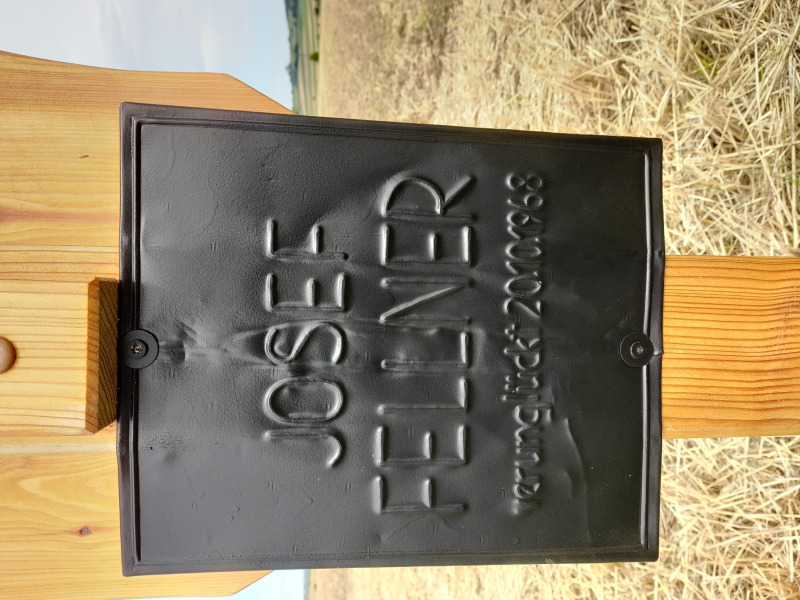 JOSEF
FELLNER
verunglückt 20.10.1968